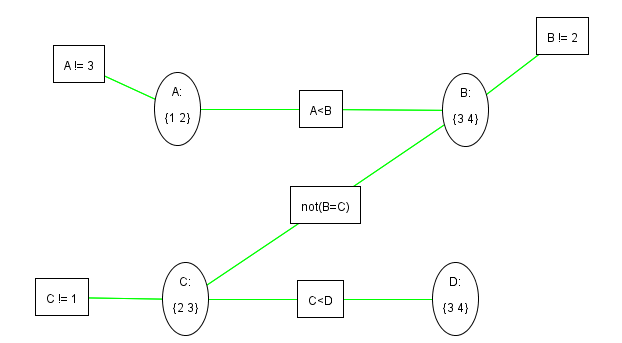 B != 2
A != 3
A:
{1 2}
A<B
B:
{3 4}
not(B=C)
C:
{2 3}
C != 1
C<D
D:
{3 4}